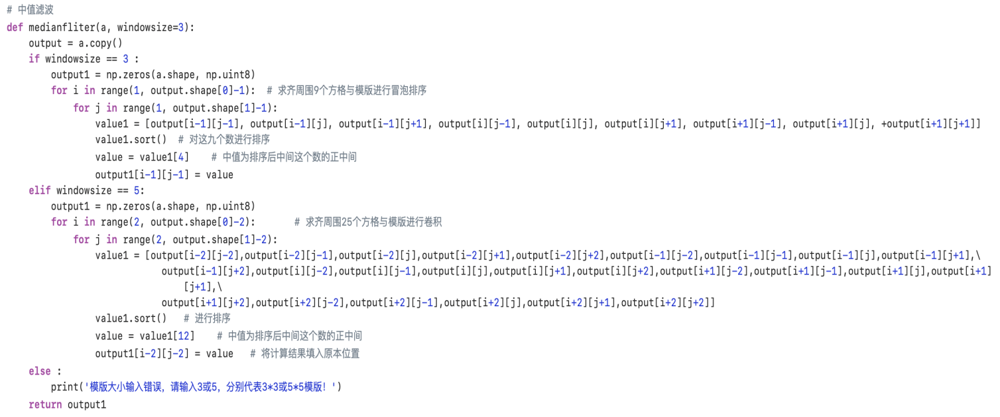 # 中值滤波
def medianfliter(a, windowsize=3):
    output = a.copy()
    if windowsize == 3 :
        output1 = np.zeros(a.shape, np.uint8)
        for i in range(1, output.shape[0]-1):  # 求齐周围9个方格与模版进行冒泡排序
            for j in range(1, output.shape[1]-1):
                value1 = [output[i-1][j-1], output[i-1][j], output[i-1][j+1], output[i][j-1], output[i][j], output[i][j+1], output[i+1][j-1], output[i+1][j], +output[i+1][j+1]]
                value1.sort()  # 对这九个数进行排序
                value = value1[4]    # 中值为排序后中间这个数的正中间
                output1[i-1][j-1] = value
    elif windowsize == 5:
        output1 = np.zeros(a.shape, np.uint8)
        for i in range(2, output.shape[0]-2):       # 求齐周围25个方格与模版进行卷积
            for j in range(2, output.shape[1]-2):
                value1 = [output[i-2][j-2],output[i-2][j-1],output[i-2][j],output[i-2][j+1],output[i-2][j+2],output[i-1][j-2],output[i-1][j-1],output[i-1][j],output[i-1][j+1],\
                            output[i-1][j+2],output[i][j-2],output[i][j-1],output[i][j],output[i][j+1],output[i][j+2],output[i+1][j-2],output[i+1][j-1],output[i+1][j],output[i+1]
                                [j+1],\
                            output[i+1][j+2],output[i+2][j-2],output[i+2][j-1],output[i+2][j],output[i+2][j+1],output[i+2][j+2]]
                value1.sort()   # 进行排序
                value = value1[12]    # 中值为排序后中间这个数的正中间
                output1[i-2][j-2] = value   # 将计算结果填入原本位置
    else :
        print('模版大小输入错误，请输入3或5，分别代表3*3或5*5模版！')
    return output1